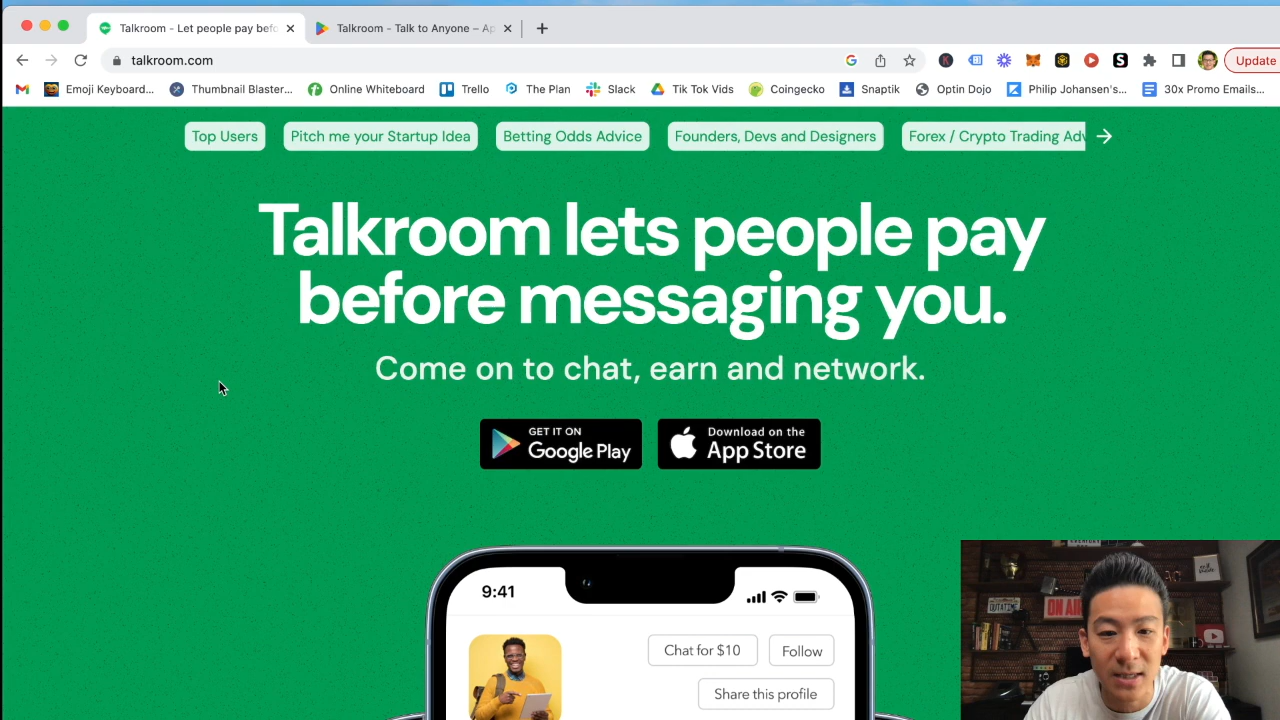 Talkroom - Let people pay befo
Talkroom - Talk to Anyone – Ap
talkroom.com
Update
Emoji Keyboard...
Thumbnail Blaster...
Online Whiteboard
Trello
The Plan
Slack
Tik Tok Vids
Coingecko
Snaptik
Optin Dojo
Philip Johansen's...
30x Promo Emails...
Top Users
Pitch me your Startup Idea
Betting Odds Advice
Founders, Devs and Designers
Forex / Crypto Trading Adv
Talkroom lets people pay
before messaging you.
Come on to chat, earn and network.
GET IT ON
Google Play
Download on the
App Store
9:41
Chat for $10
Follow
Share this profile
ON AIR